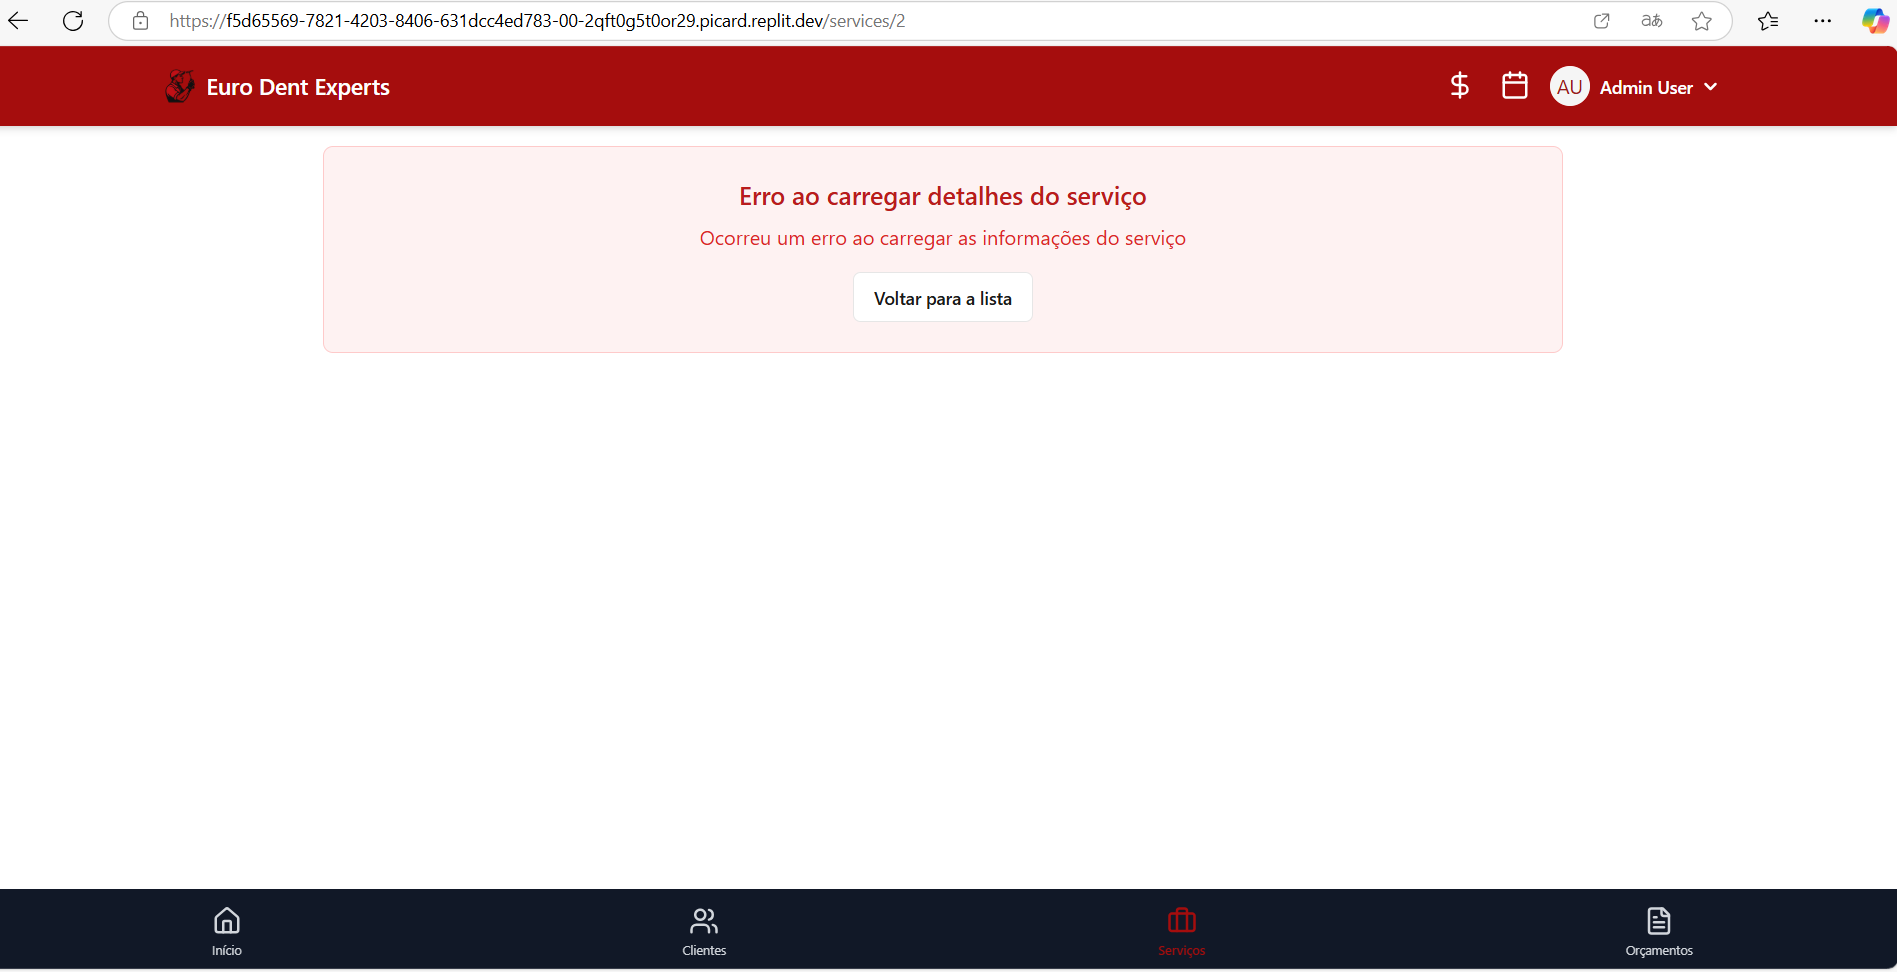 https://f5d65569-7821-4203-8406-631dcc4ed783-00-2qft0g5t0or29.picard.replit.dev/services/2
aあ
Euro Dent Experts
AU Admin User
Erro ao carregar detalhes do serviço
Ocorreu um erro ao carregar as informações do serviço
Voltar para a lista
Início
Clientes
Serviços
Orçamentos